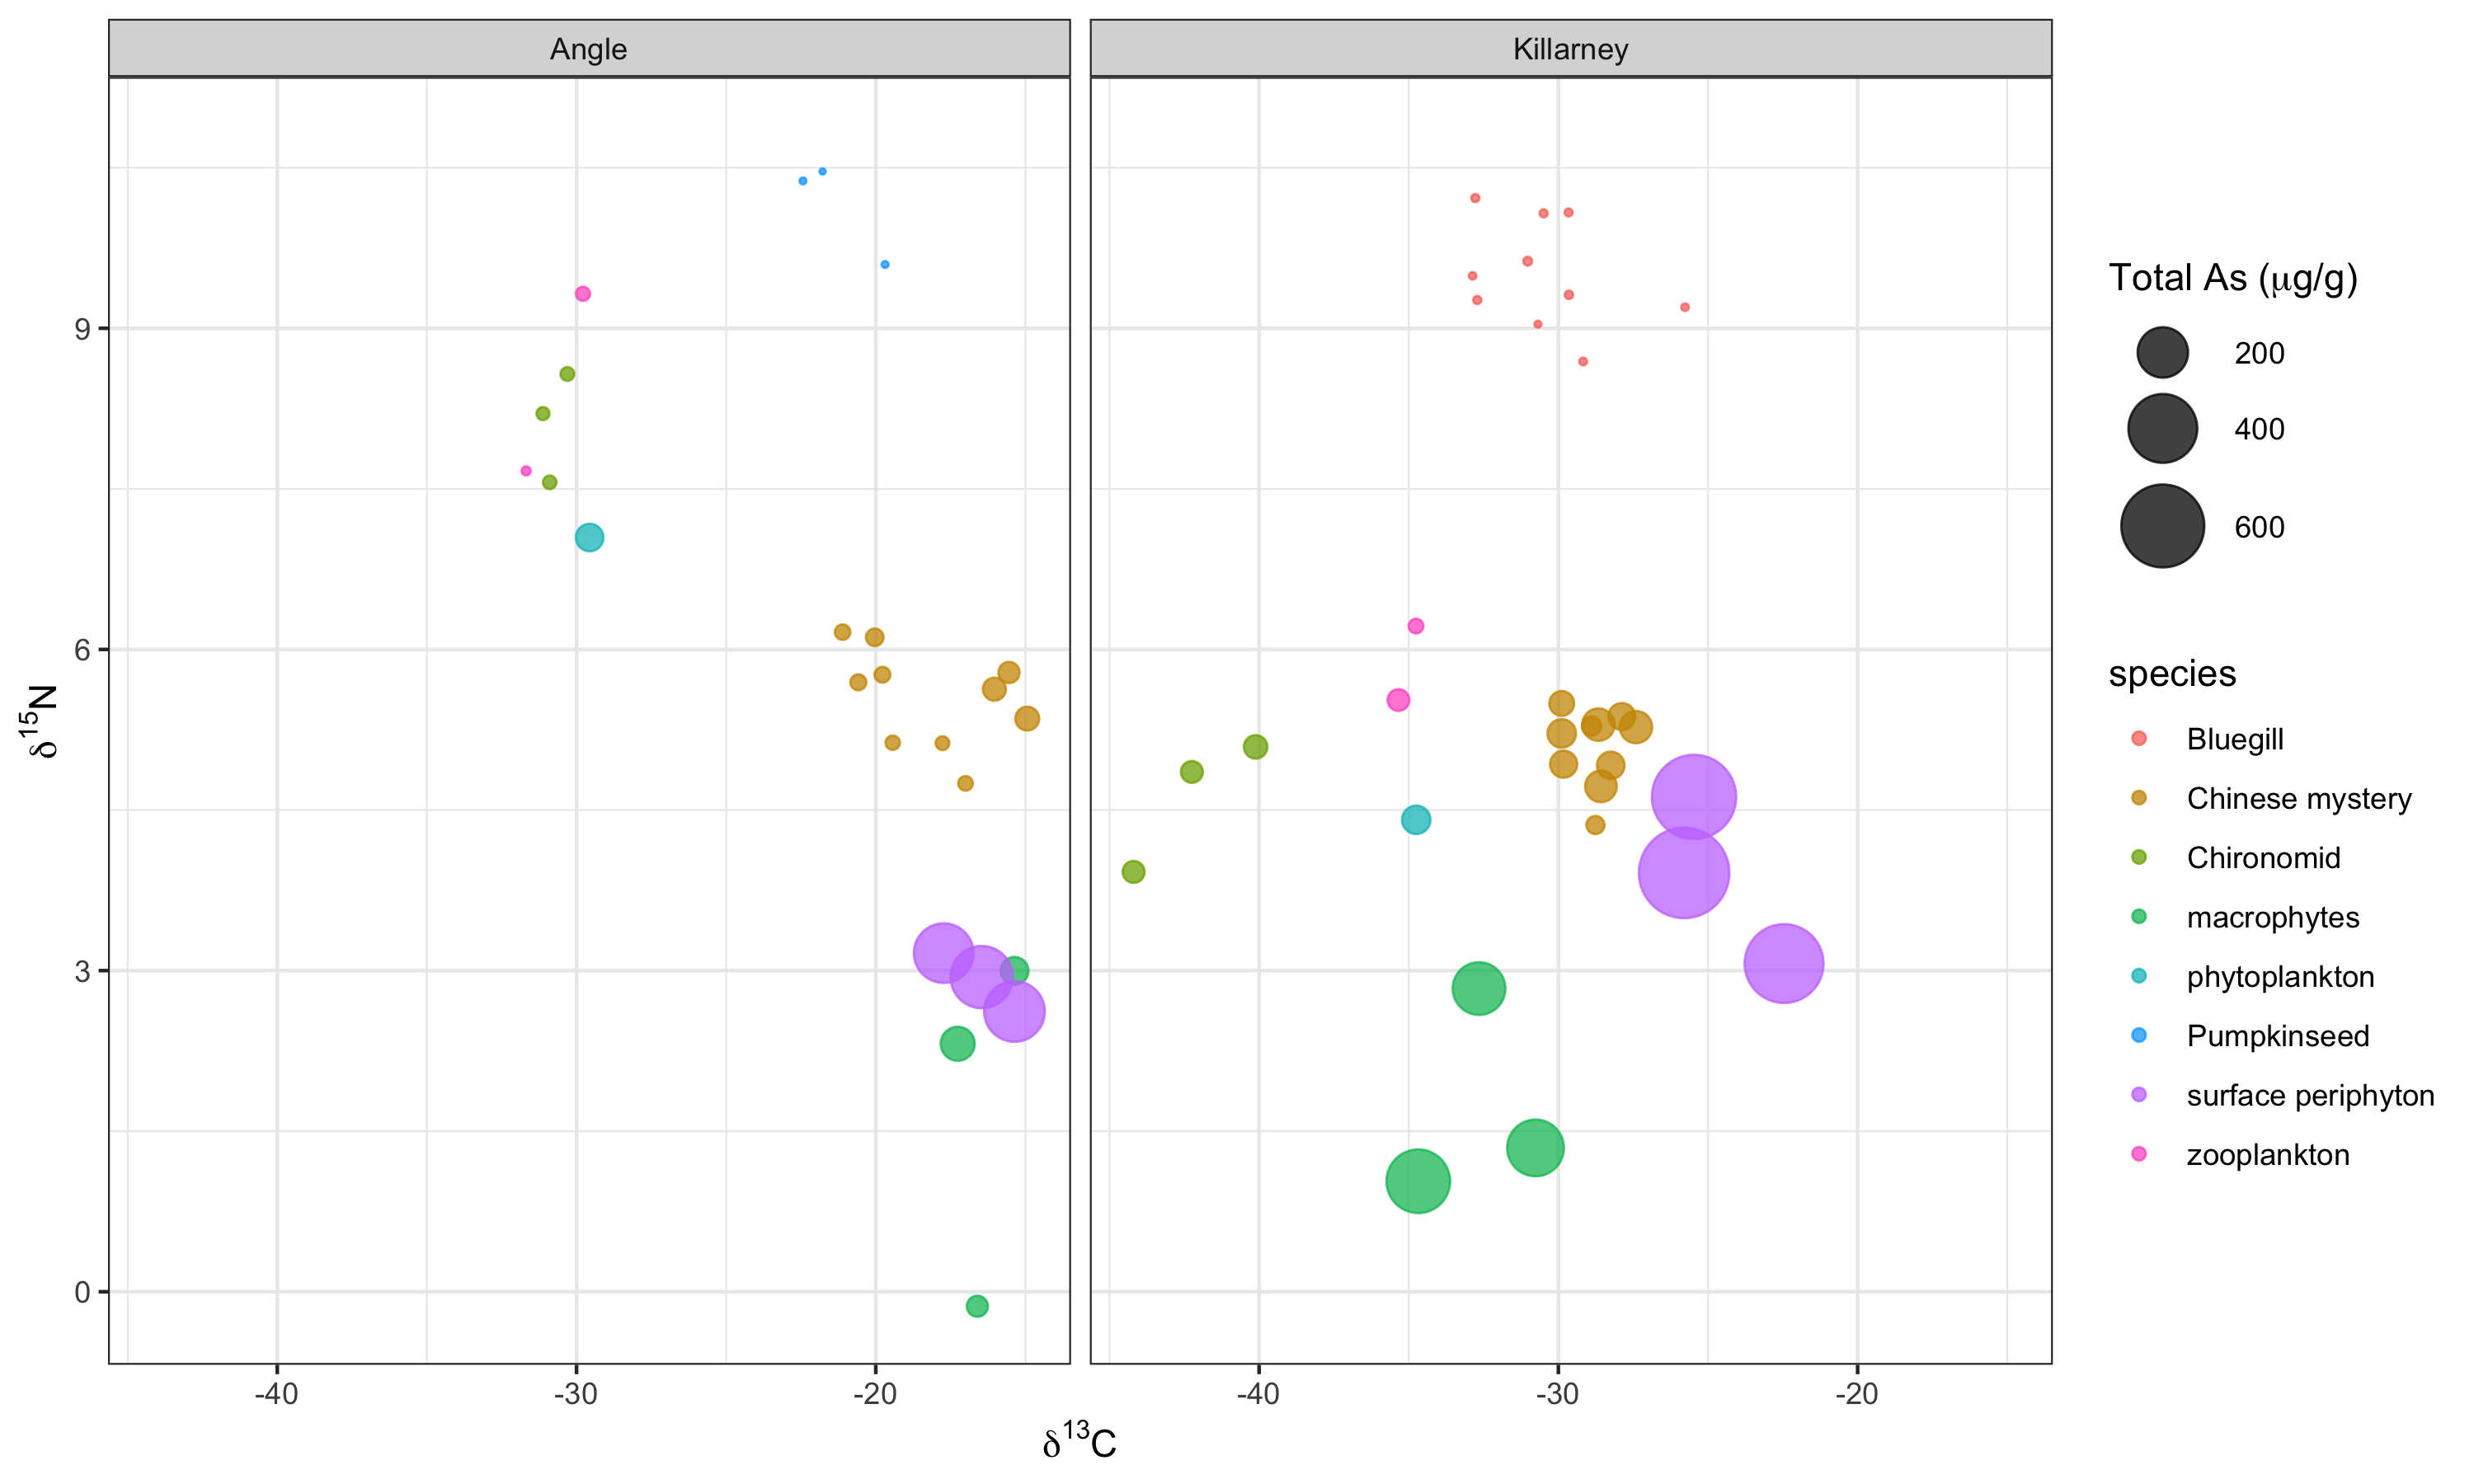 Angle
Killarney
9
6
3
0
δ15N
-40
-30
-20
-40
-30
-20
δ13C
Total As (μg/g)
200
400
600
species
Bluegill
Chinese mystery
Chironomid
macrophytes
phytoplankton
Pumpkinseed
surface periphyton
zooplankton